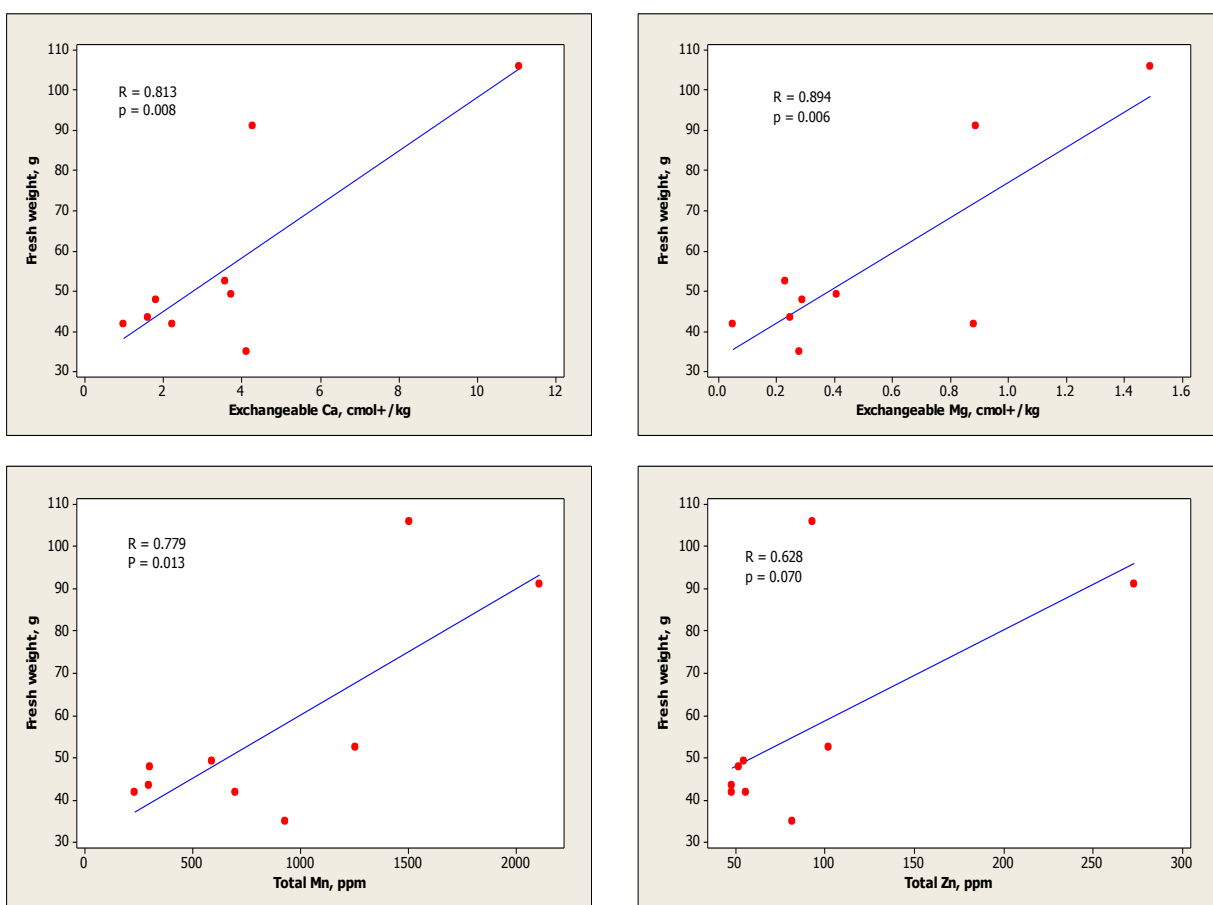 110
100
90
80
70
60
50
40
30
Fresh weight, g
R = 0.813
p = 0.008
0 2 4 6 8 10 12
Exchangeable Ca, cmol+/kg
110
100
90
80
70
60
50
40
30
Fresh weight, g
R = 0.894
p = 0.006
0.0 0.2 0.4 0.6 0.8 1.0 1.2 1.4 1.6
Exchangeable Mg, cmol+/kg
110
100
90
80
70
60
50
40
30
Fresh weight, g
R = 0.779
P = 0.013
0 500 1000 1500 2000
Total Mn, ppm
110
100
90
80
70
60
50
40
30
Fresh weight, g
R = 0.628
p = 0.070
50 100 150 200 250 300
Total Zn, ppm